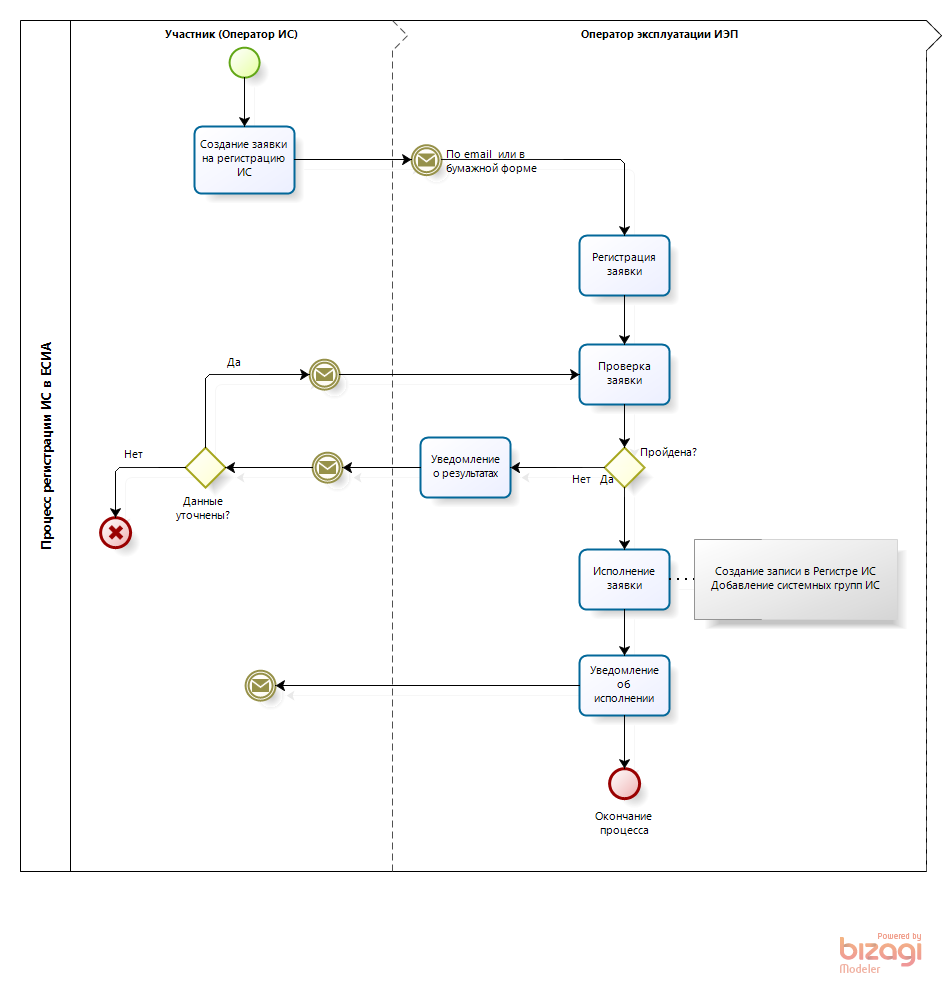 Процесс регистрации ИС в ЕСИА
Участник (Оператор ИС)
Оператор эксплуатации ИЭП
Создание заявки
на регистрацию
ИС
По email или в
бумажной форме
Регистрация
заявки
Да
Проверка
заявки
Нет
Данные
уточнены?
Уведомление
о результатах
Пройдена?
Нет
Да
Исполнение
заявки
Создание записи в Регистре ИС
Добавление системных групп ИС
Уведомление
об
исполнении
Окончание
процесса
Powered by
bizagi
Modeler